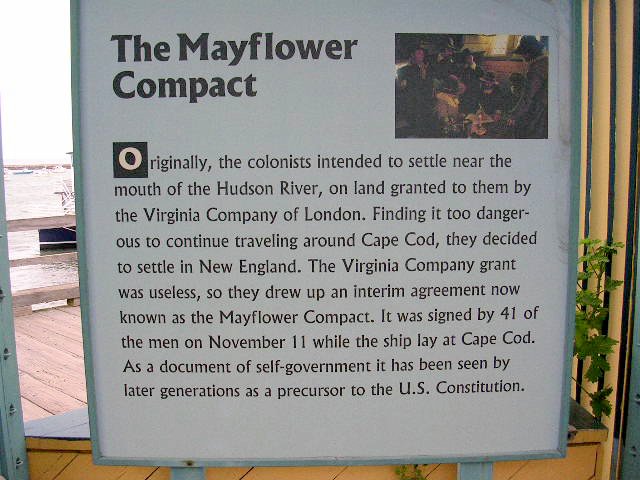 The Mayflower
Compact
Originally, the colonists intended to settle near the
mouth of the Hudson River, on land granted to them by
the Virginia Company of London. Finding it too danger-
ous to continue traveling around Cape Cod, they decided
to settle in New England. The Virginia Company grant
was useless, so they drew up an interim agreement now
known as the Mayflower Compact. It was signed by 41 of
the men on November 11 while the ship lay at Cape Cod.
As a document of self-government it has been seen by
later generations as a precursor to the U.S. Constitution.